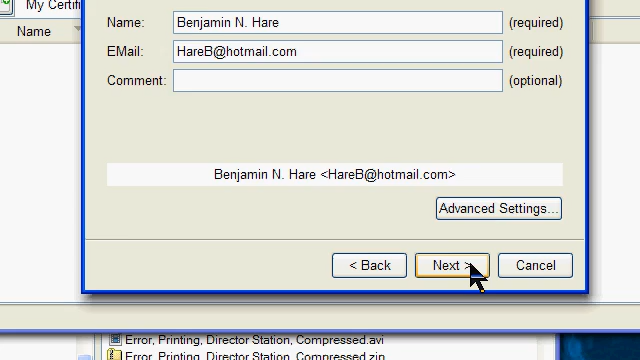 My Certifi
Name
Name: Benjamin N. Hare (required)
EMail: HareB@hotmail.com (required)
Comment: (optional)
Benjamin N. Hare <HareB@hotmail.com>
Advanced Settings...
< Back Next > Cancel
Error, Printing, Director Station, Compressed.avi
Error, Printing, Director Station, Compressed.zip